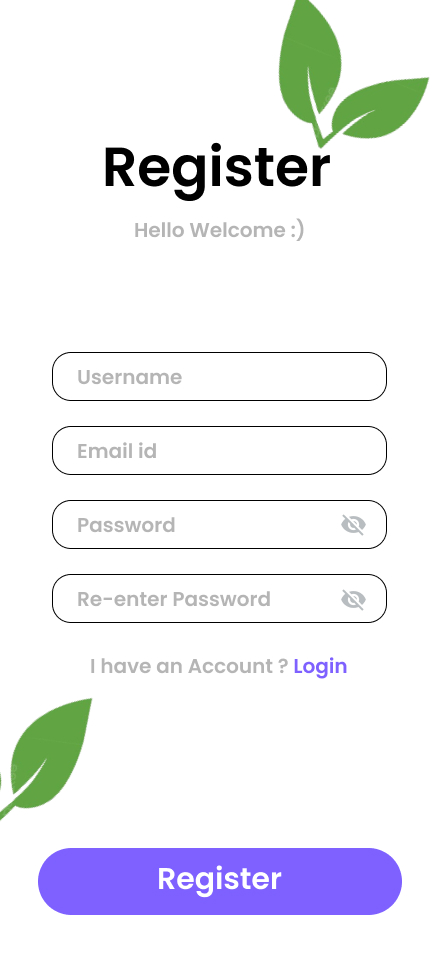 Register
Hello Welcome :)
Username
Email id
Password
Re-enter Password
I have an Account ? Login
Register